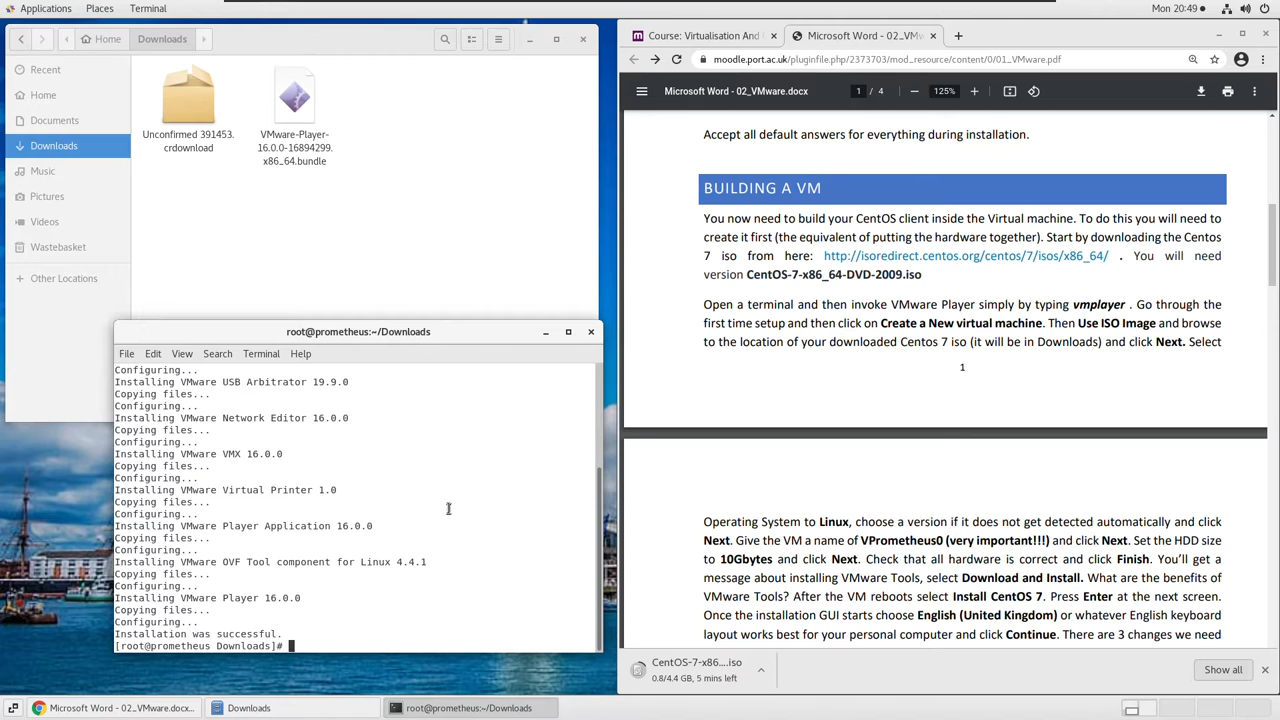 Applications Places Terminal
Mon 20:49
Home Downloads
Recent
Home
Documents
Downloads
Music
Pictures
Videos
Wastebasket
Other Locations
Unconfirmed 391453.
crdownload
VMware-Player-
16.0.0-16894299.
x86_64.bundle
root@prometheus:~/Downloads
File Edit View Search Terminal Help
Configuring...
Installing VMware USB Arbitrator 19.9.0
Copying files...
Configuring...
Installing VMware Network Editor 16.0.0
Copying files...
Configuring...
Installing VMware VMX 16.0.0
Copying files...
Configuring...
Installing VMware Virtual Printer 1.0
Copying files...
Configuring...
Installing VMware Player Application 16.0.0
Copying files...
Configuring...
Installing VMware OVF Tool component for Linux 4.4.1
Copying files...
Configuring...
Installing VMware Player 16.0.0
Copying files...
Configuring...
Installation was successful.
[root@prometheus Downloads]#
Course: Virtualisation And Microsoft Word - 02_VMw
moodle.port.ac.uk/pluginfile.php/2373703/mod_resource/content/0/01_VMware.pdf
Microsoft Word - 02_VMware.docx 1 / 4 125%
Accept all default answers for everything during installation.
BUILDING A VM
You now need to build your CentOS client inside the Virtual machine. To do this you will need to
create it first (the equivalent of putting the hardware together). Start by downloading the Centos
7 iso from here: http://isoredirect.centos.org/centos/7/isos/x86_64/ . You will need
version CentOS-7-x86_64-DVD-2009.iso
Open a terminal and then invoke VMware Player simply by typing vmplayer . Go through the
first time setup and then click on Create a New virtual machine. Then Use ISO Image and browse
to the location of your downloaded Centos 7 iso (it will be in Downloads) and click Next. Select
1
Operating System to Linux, choose a version if it does not get detected automatically and click
Next. Give the VM a name of VPrometheus0 (very important!!!) and click Next. Set the HDD size
to 10Gbytes and click Next. Check that all hardware is correct and click Finish. You'll get a
message about installing VMware Tools, select Download and Install. What are the benefits of
VMware Tools? After the VM reboots select Install CentOS 7. Press Enter at the next screen.
Once the installation GUI starts choose English (United Kingdom) or whatever English keyboard
layout works best for your personal computer and click Continue. There are 3 changes we need
CentOS-7-x86....iso
0.8/4.4 GB, 5 mins left
Show all
Microsoft Word - 02_VMware.docx... Downloads root@prometheus:~/Downloads